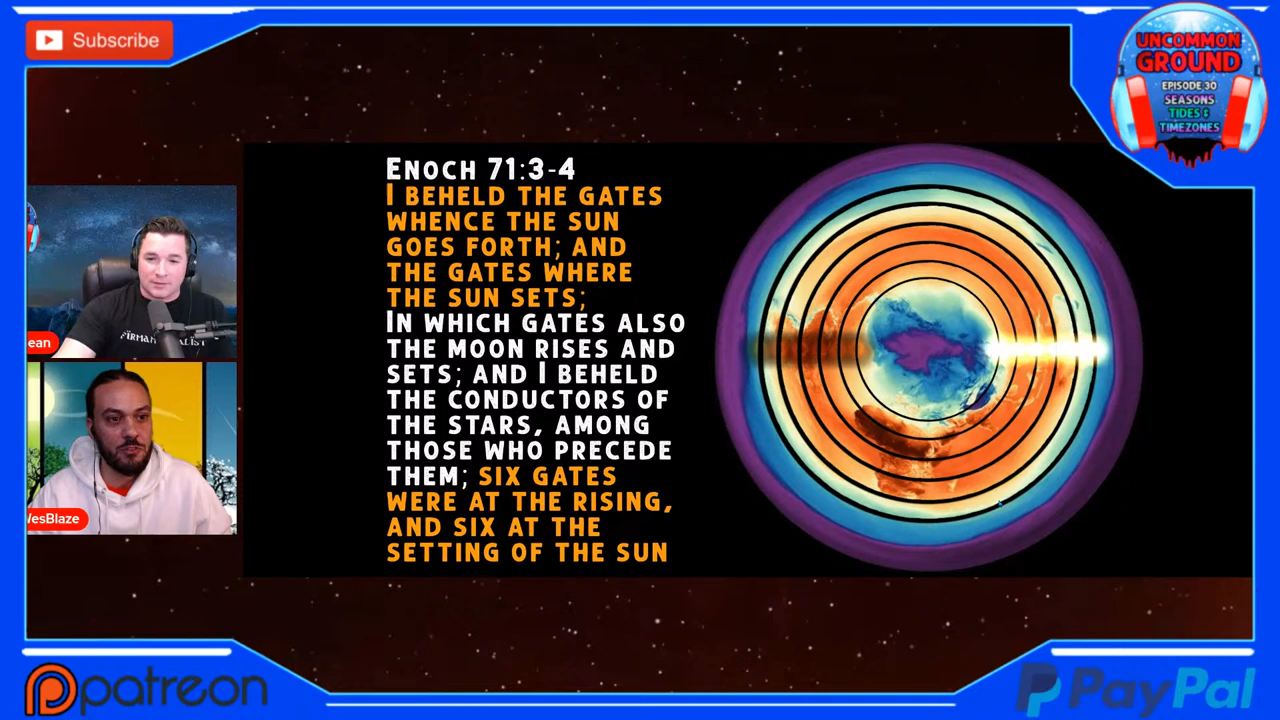 Subscribe
UNCOMMON
GROUND
EPISODE 30
SEASONS
TIDES &
TIMEZONES
ENOCH 71:3-4
I BEHELD THE GATES
WHENCE THE SUN
GOES FORTH; AND
THE GATES WHERE
THE SUN SETS;
IN WHICH GATES ALSO
THE MOON RISES AND
SETS; AND I BEHELD
THE CONDUCTORS OF
THE STARS, AMONG
THOSE WHO PRECEDE
THEM; SIX GATES
WERE AT THE RISING,
AND SIX AT THE
SETTING OF THE SUN
ean
WesBlaze
patreon
PayPal